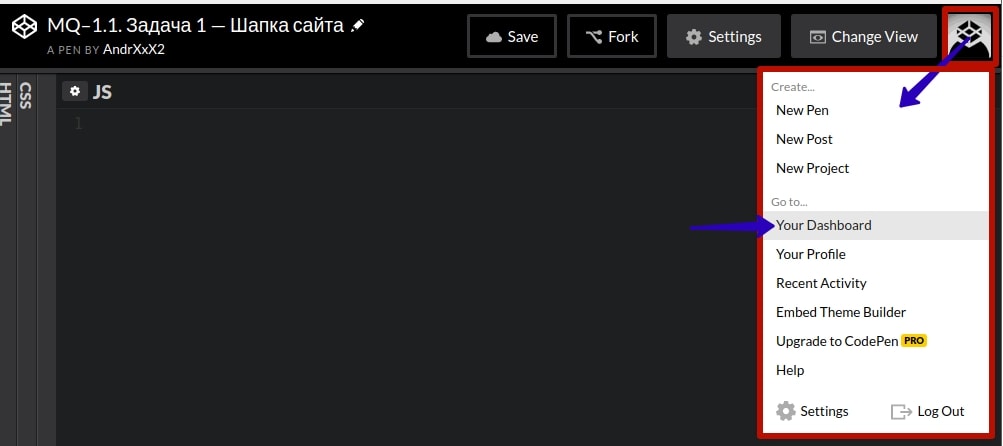 MQ–1.1. Задача 1 — Шапка сайта
A PEN BY AndrXxX2
Save
Fork
Settings
Change View
HTML
CSS
JS
1
Create...
New Pen
New Post
New Project
Go to...
Your Dashboard
Your Profile
Recent Activity
Embed Theme Builder
Upgrade to CodePen PRO
Help
Settings
Log Out